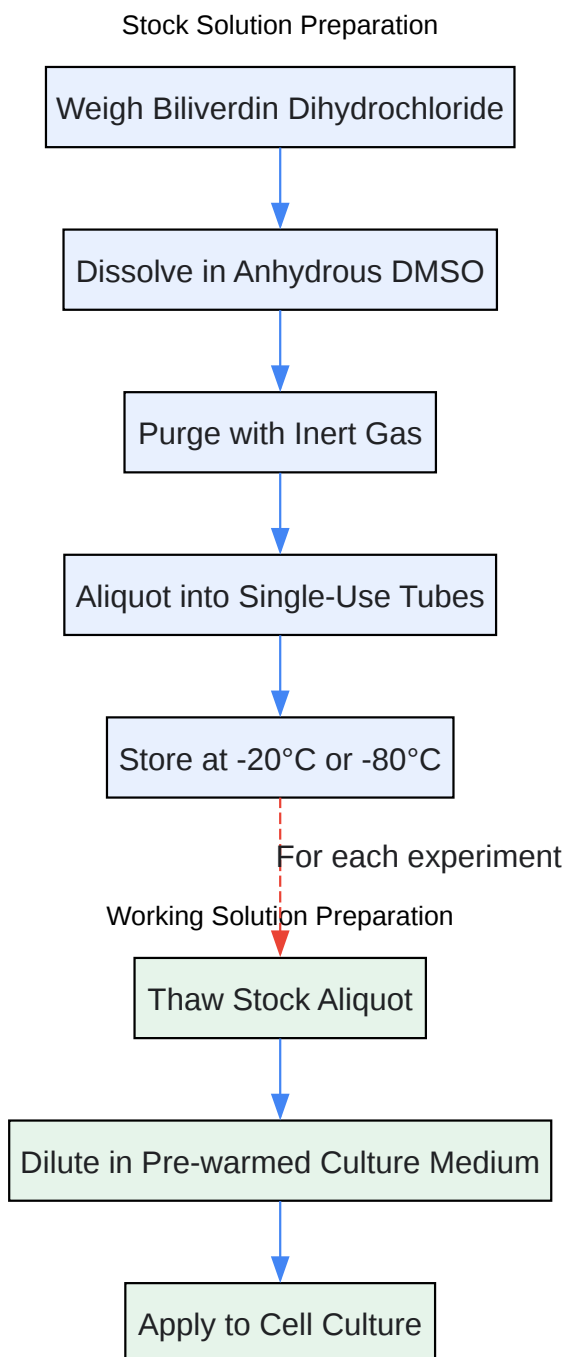 Stock Solution Preparation
Weigh Biliverdin Dihydrochloride
Dissolve in Anhydrous DMSO
Purge with Inert Gas
Aliquot into Single-Use Tubes
Store at -20°C or -80°C
For each experiment
Working Solution Preparation
Thaw Stock Aliquot
Dilute in Pre-warmed Culture Medium
Apply to Cell Culture